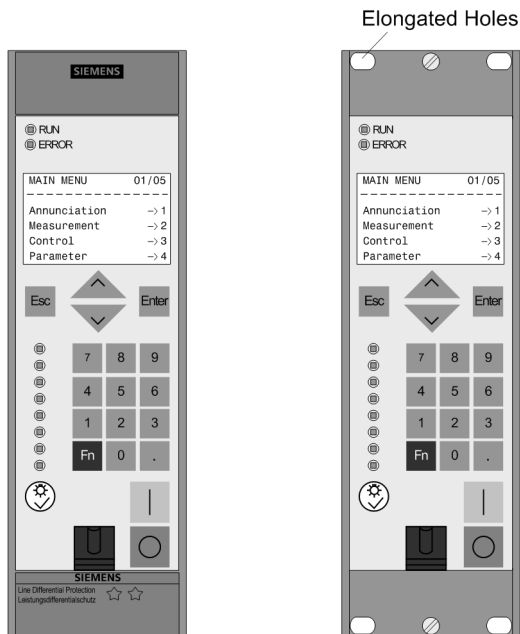 Elongated Holes
SIEMENS
RUN
ERROR
MAIN MENU 01/05
Annunciation —> 1
Measurement —> 2
Control —> 3
Parameter —> 4
Esc Enter
7 8 9
4 5 6
1 2 3
Fn 0 .
SIEMENS
Line Differential Protection
Leistungsdifferentialschutz
RUN
ERROR
MAIN MENU 01/05
Annunciation —> 1
Measurement —> 2
Control —> 3
Parameter —> 4
Esc Enter
7 8 9
4 5 6
1 2 3
Fn 0 .